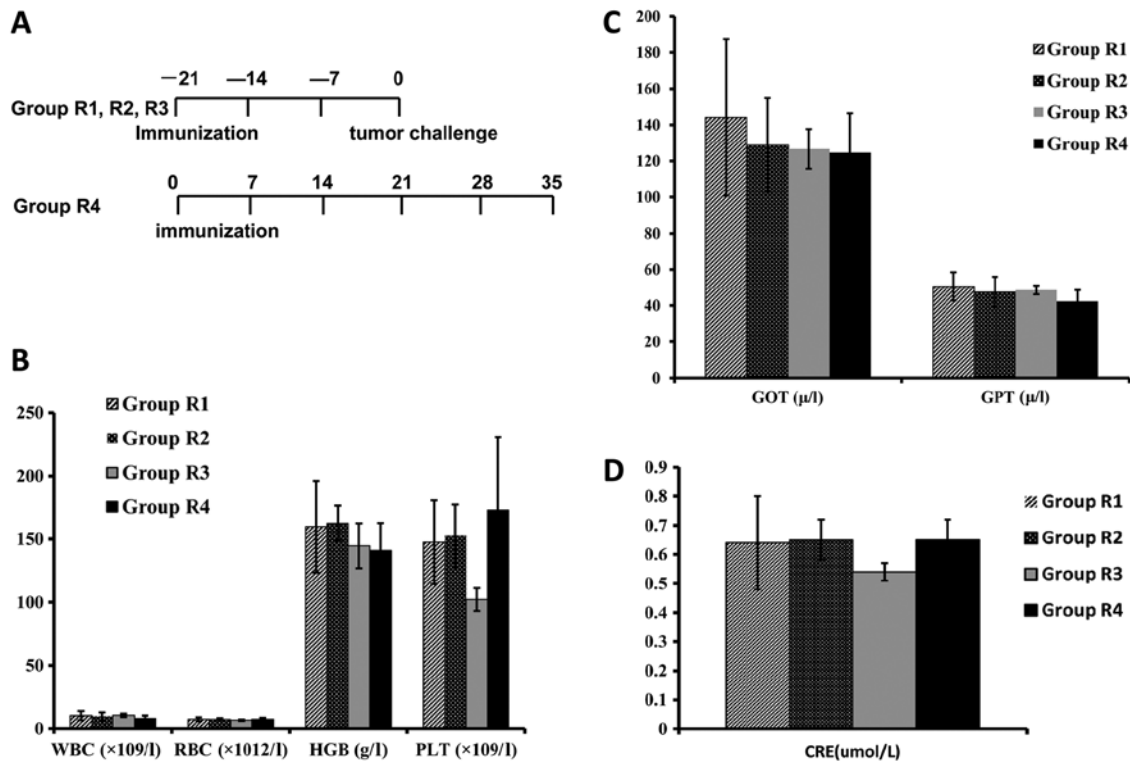 A
−21 —14 —7 0
Group R1, R2, R3
Immunization tumor challenge
0 7 14 21 28 35
Group R4
immunization
B
Group R1
Group R2
Group R3
Group R4
250
200
150
100
50
0
WBC (×109/l) RBC (×1012/l) HGB (g/l) PLT (×109/l)
C
Group R1
Group R2
Group R3
Group R4
200
180
160
140
120
100
80
60
40
20
0
GOT (μ/l) GPT (μ/l)
D
Group R1
Group R2
Group R3
Group R4
0.9
0.8
0.7
0.6
0.5
0.4
0.3
0.2
0.1
0
CRE(umol/L)